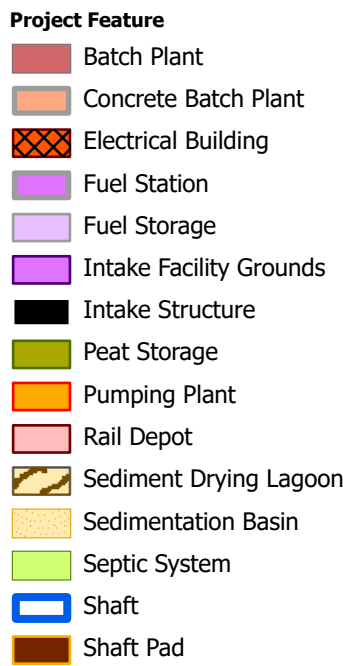 Project Feature
Batch Plant
Concrete Batch Plant
Electrical Building
Fuel Station
Fuel Storage
Intake Facility Grounds
Intake Structure
Peat Storage
Pumping Plant
Rail Depot
Sediment Drying Lagoon
Sedimentation Basin
Septic System
Shaft
Shaft Pad